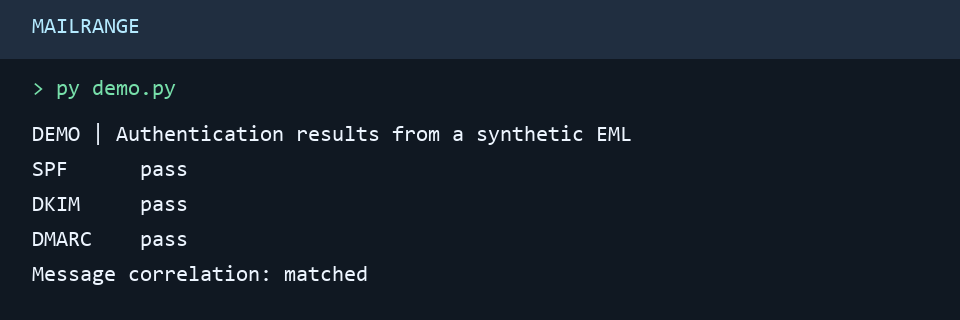 MAILRANGE
> py demo.py
DEMO | Authentication results from a synthetic EML
SPF      pass
DKIM     pass
DMARC    pass
Message correlation: matched